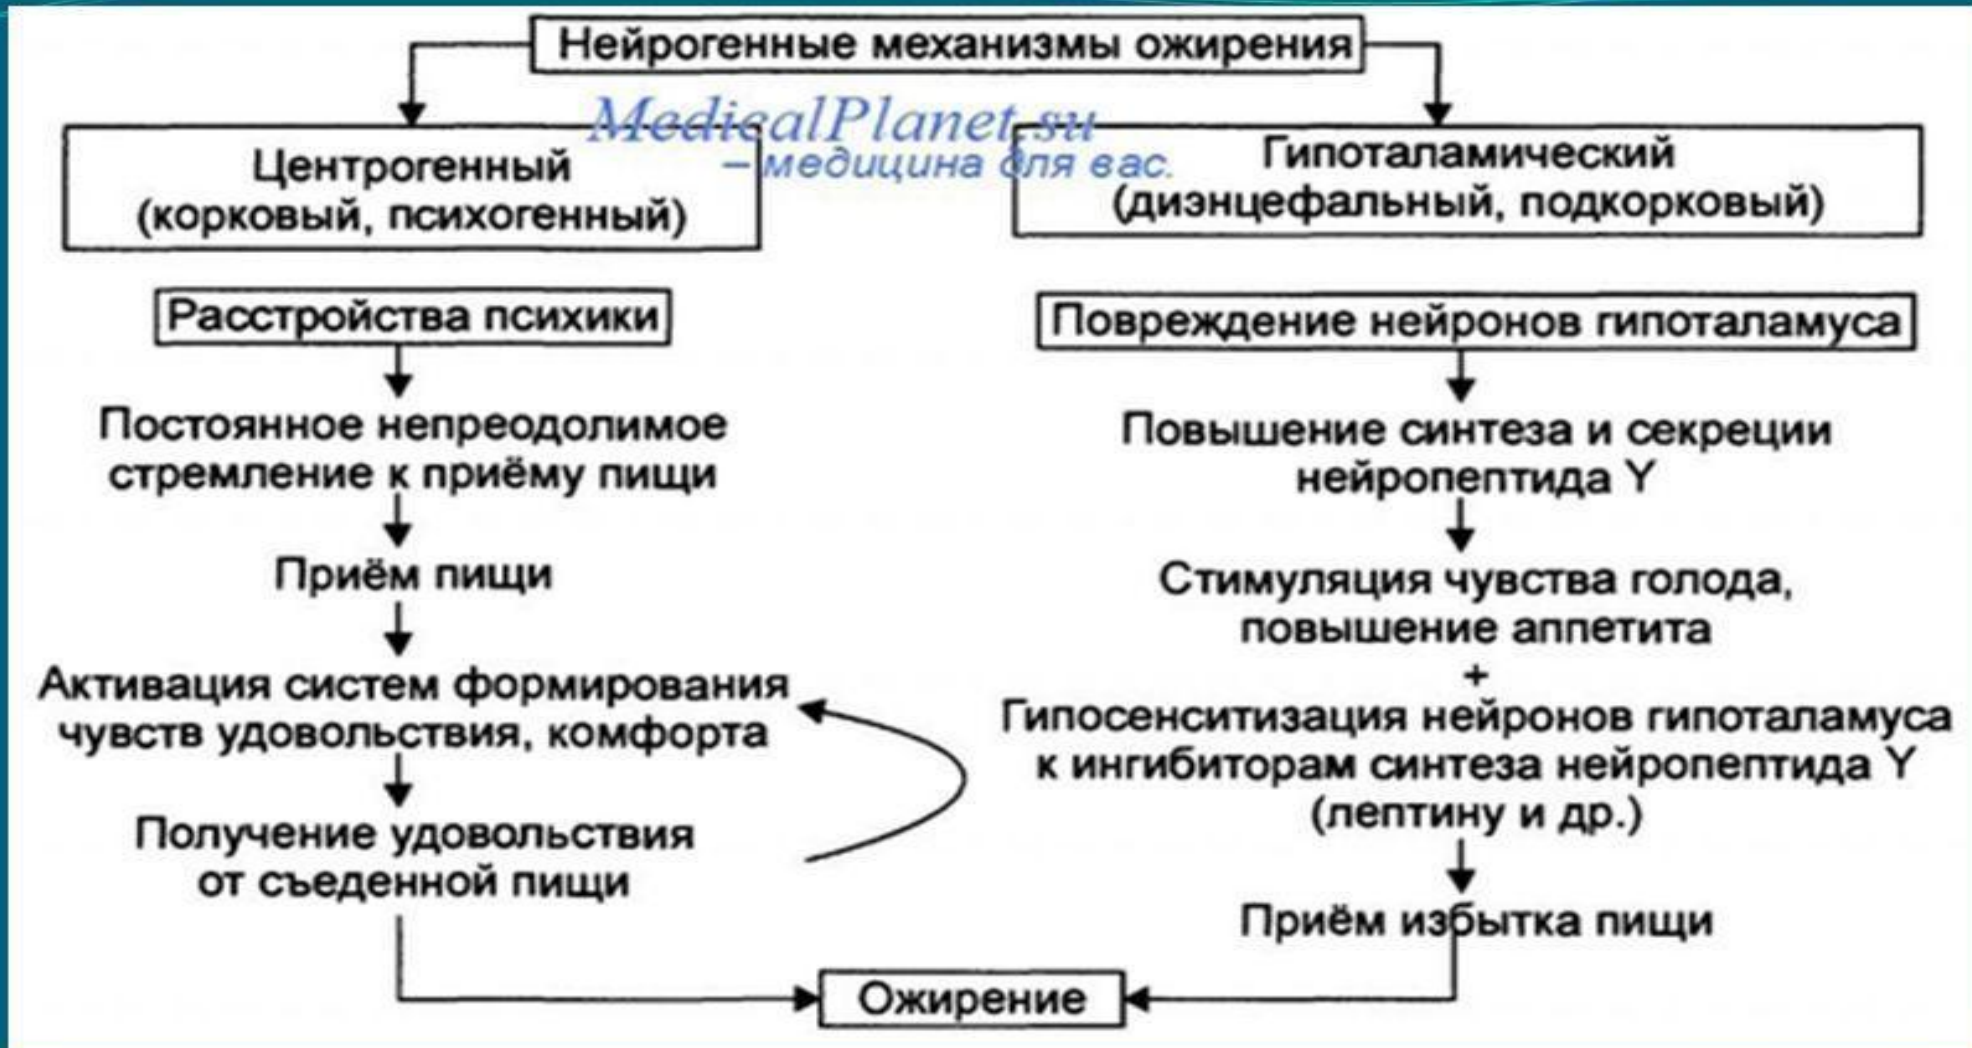 Нейрогенные механизмы ожирения
MedicalPlanet.su
– медицина для вас.
Центрогенный
(корковый, психогенный)
Расстройства психики
Постоянное непреодолимое
стремление к приёму пищи
Приём пищи
Активация систем формирования
чувств удовольствия, комфорта
Получение удовольствия
от съеденной пищи
Гипоталамический
(диэнцефальный, подкорковый)
Повреждение нейронов гипоталамуса
Повышение синтеза и секреции
нейропептида Y
Стимуляция чувства голода,
повышение аппетита
+
Гипосенситизация нейронов гипоталамуса
к ингибиторам синтеза нейропептида Y
(лептину и др.)
Приём избытка пищи
Ожирение